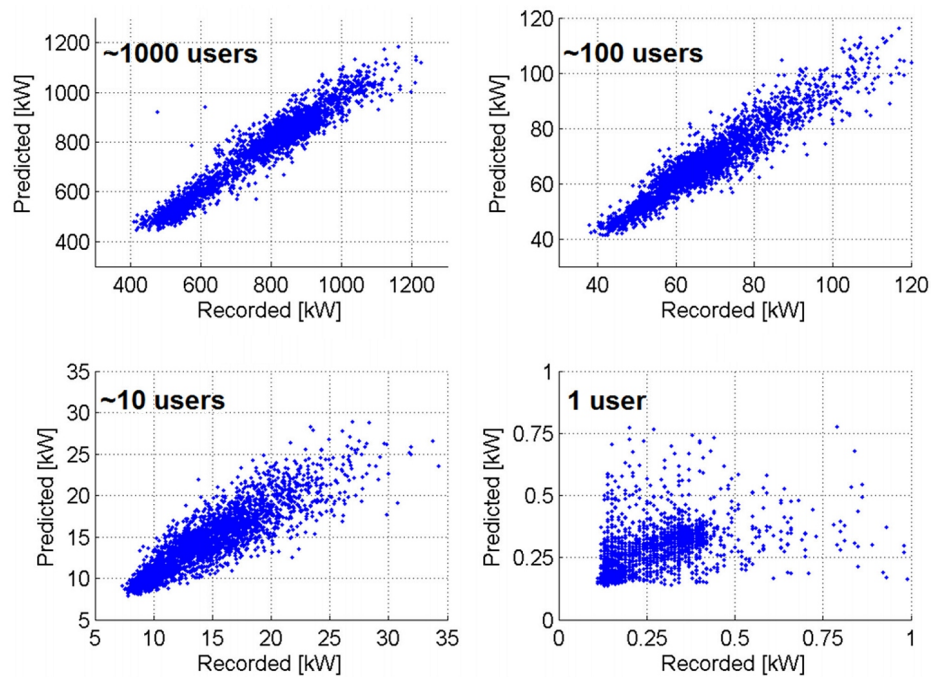 ~1000 users
Predicted [kW]
1200
1000
800
600
400
400 600 800 1000 1200
Recorded [kW]
~100 users
Predicted [kW]
120
100
80
60
40
40 60 80 100 120
Recorded [kW]
~10 users
Predicted [kW]
35
30
25
20
15
10
5
5 10 15 20 25 30 35
Recorded [kW]
1 user
Predicted [kW]
1
0.75
0.5
0.25
0
0 0.25 0.5 0.75 1
Recorded [kW]